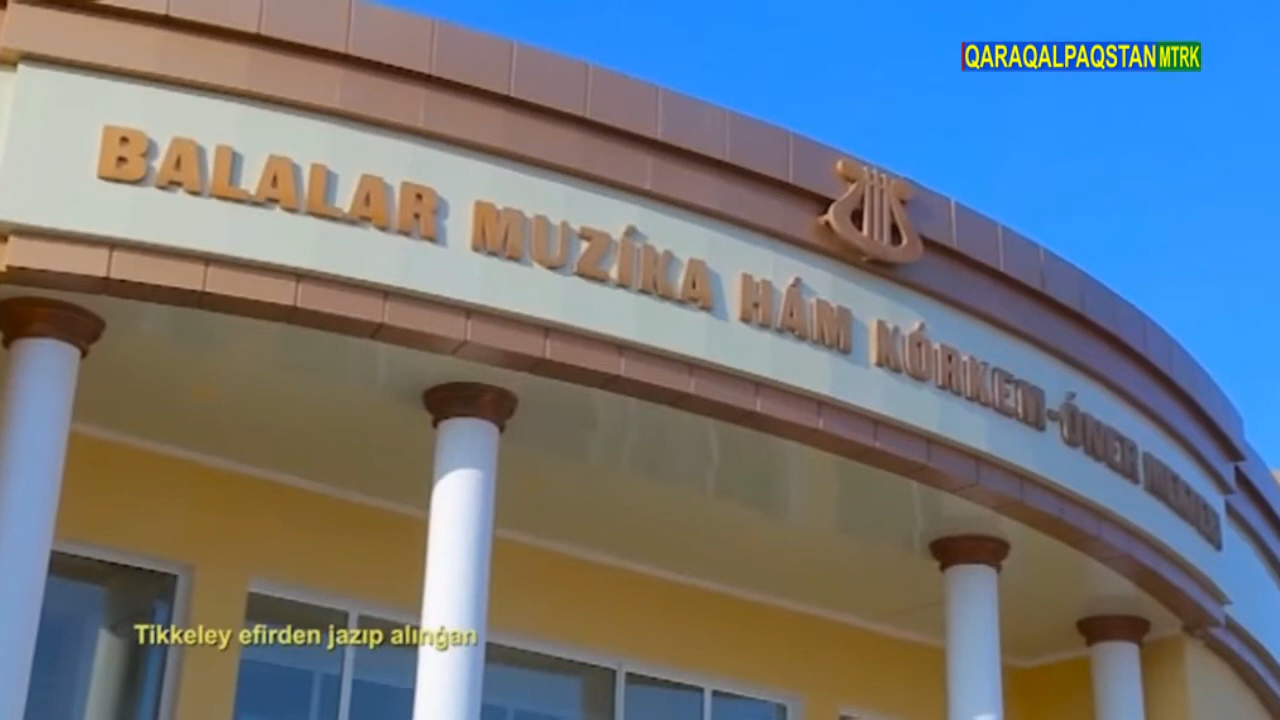 QARAQALPAQSTAN MTRK
BALALAR MUZÍKA HÁM KÓRKEM-ÓNER
Tikkeley efirden jazıp alınǵan